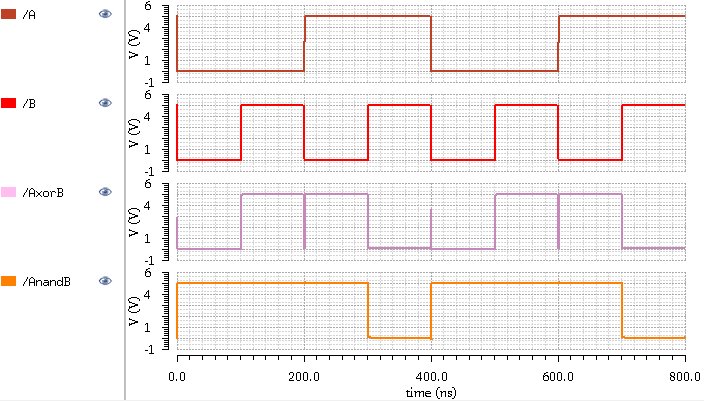 /A
V (V)
6
4
1
-1
/B
V (V)
6
4
1
-1
/AxorB
V (V)
6
4
1
-1
/AnandB
V (V)
6
4
1
-1
0.0 200.0 400.0 600.0 800.0
time (ns)